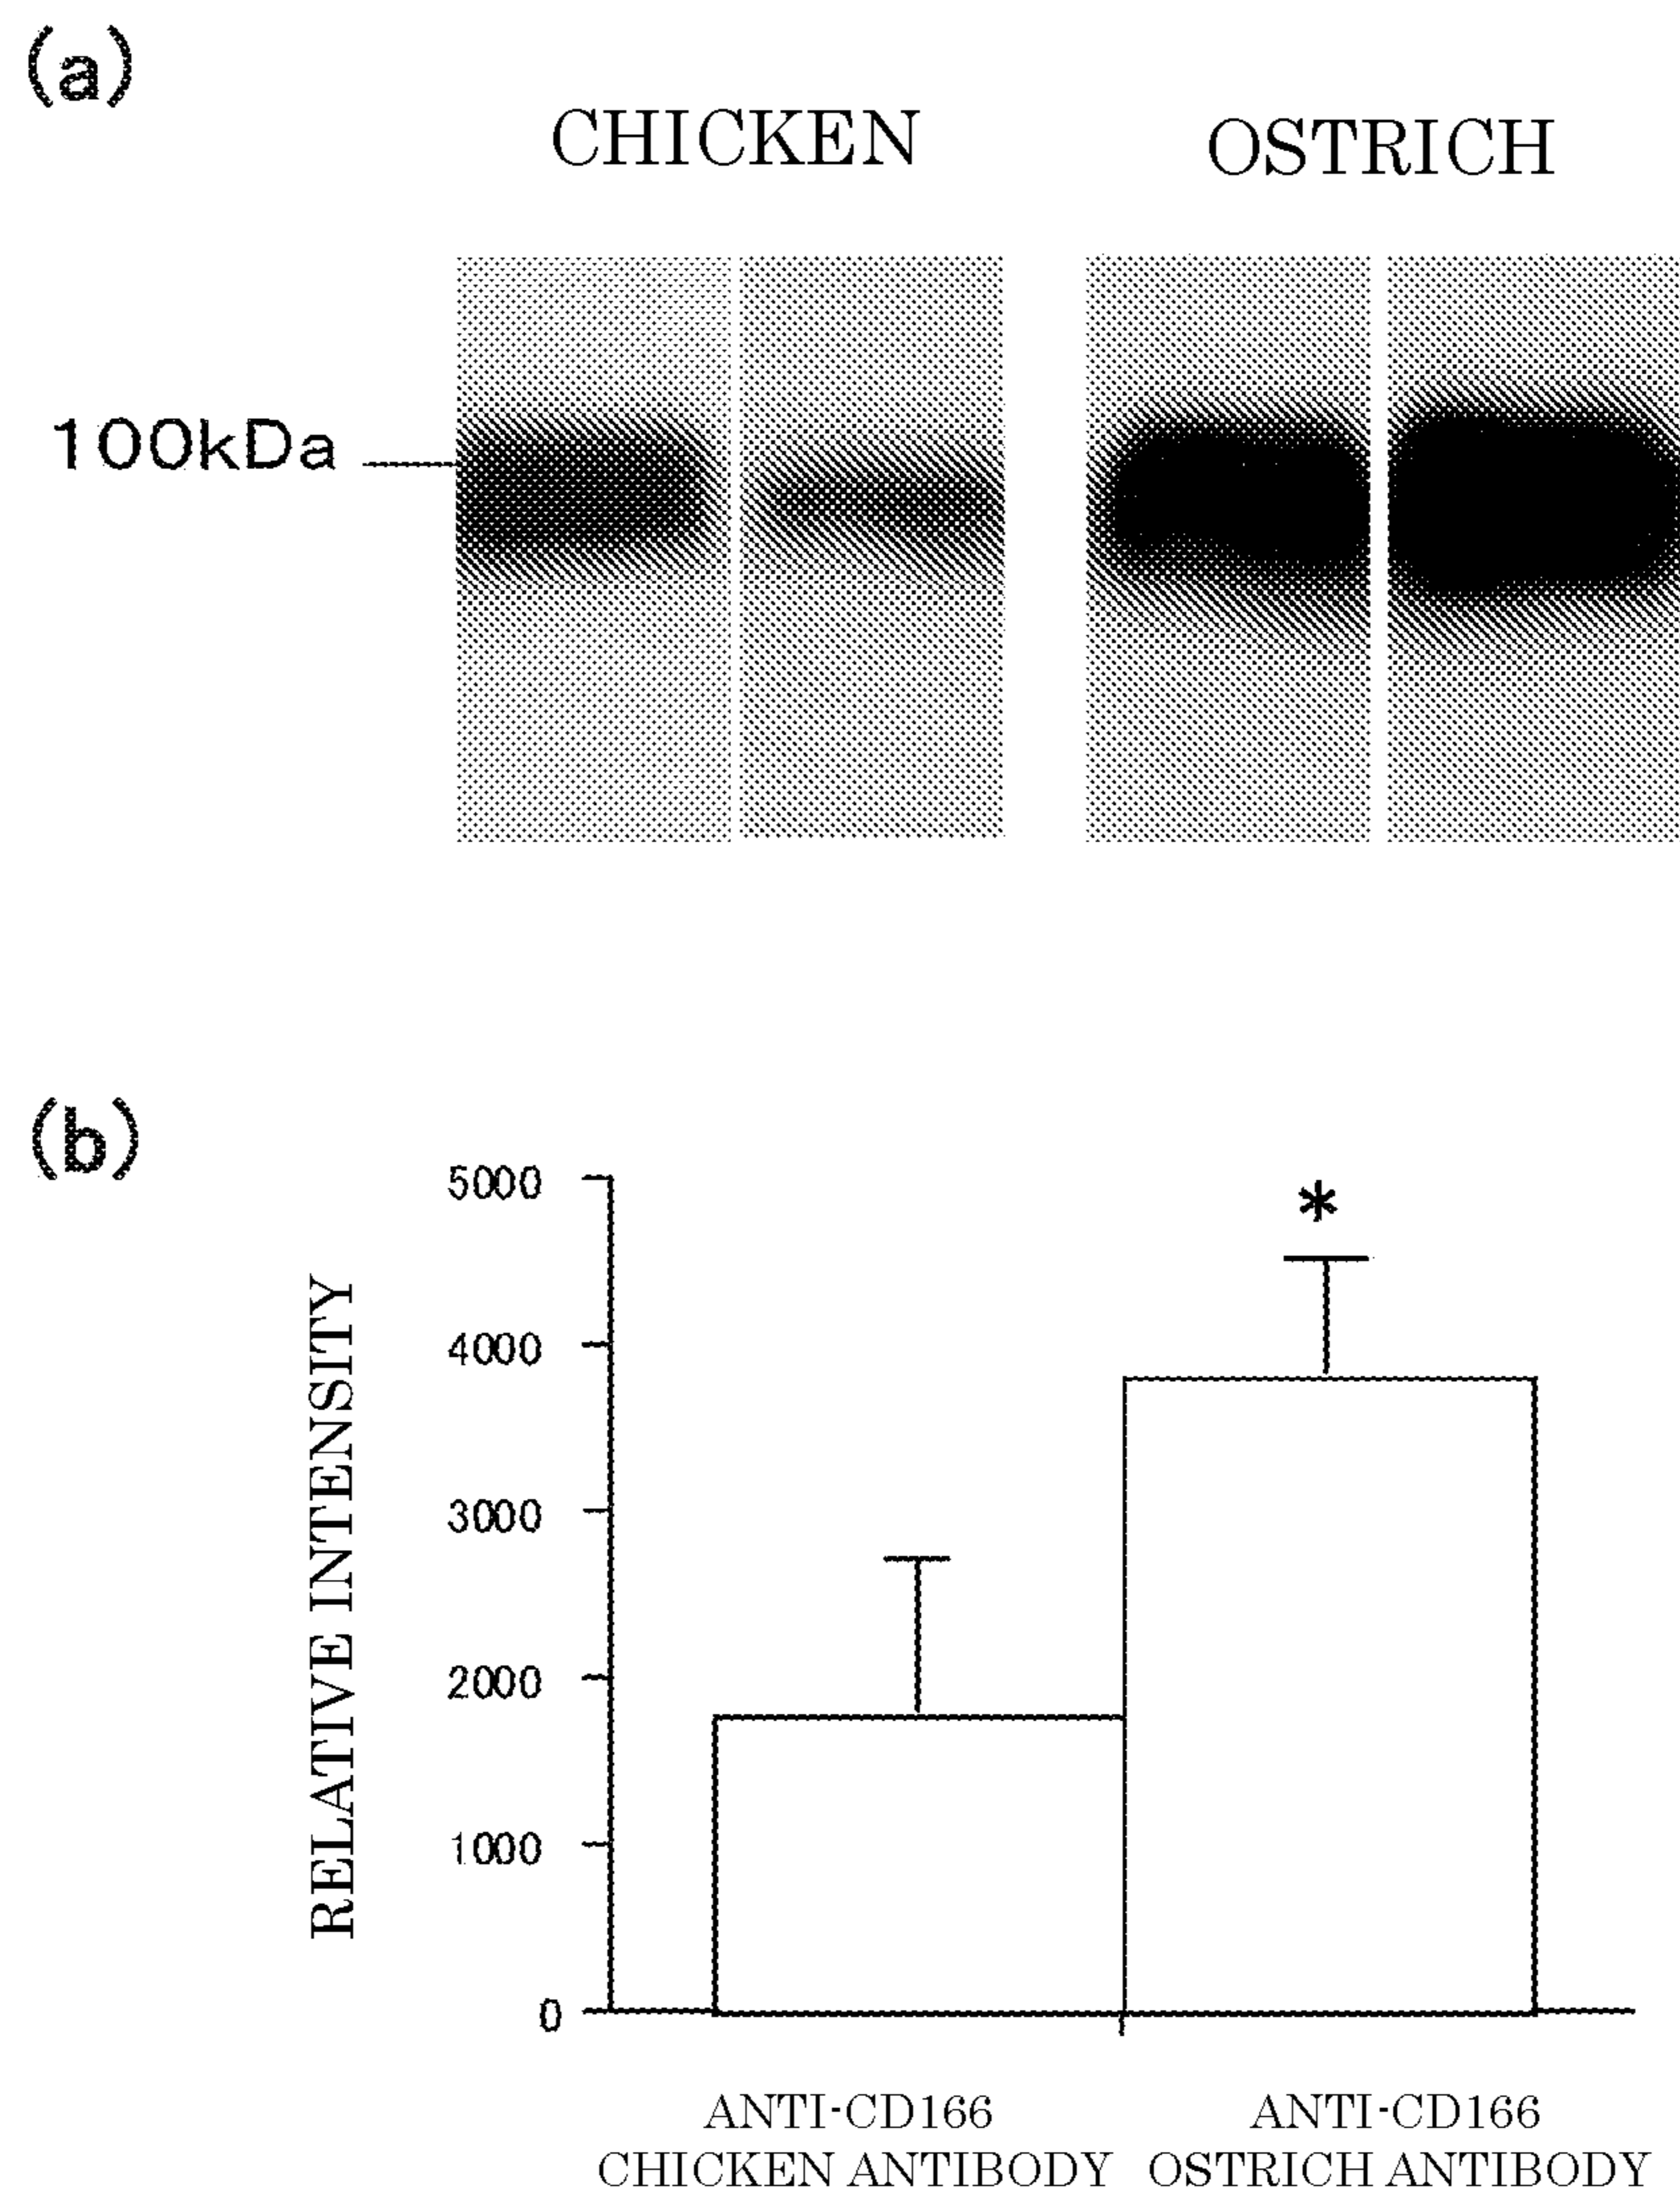 (a)
CHICKEN
OSTRICH
100kDa
(b)
5000
*
4000
3000
2000
1000
0
RELATIVE INTENSITY
ANTI-CD166
CHICKEN ANTIBODY
ANTI-CD166
OSTRICH ANTIBODY